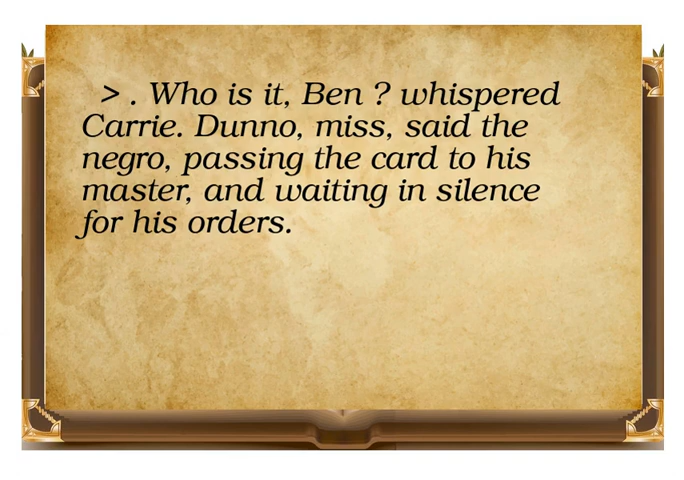 > . Who is it, Ben ? whispered
Carrie. Dunno, miss, said the
negro, passing the card to his
master, and waiting in silence
for his orders.